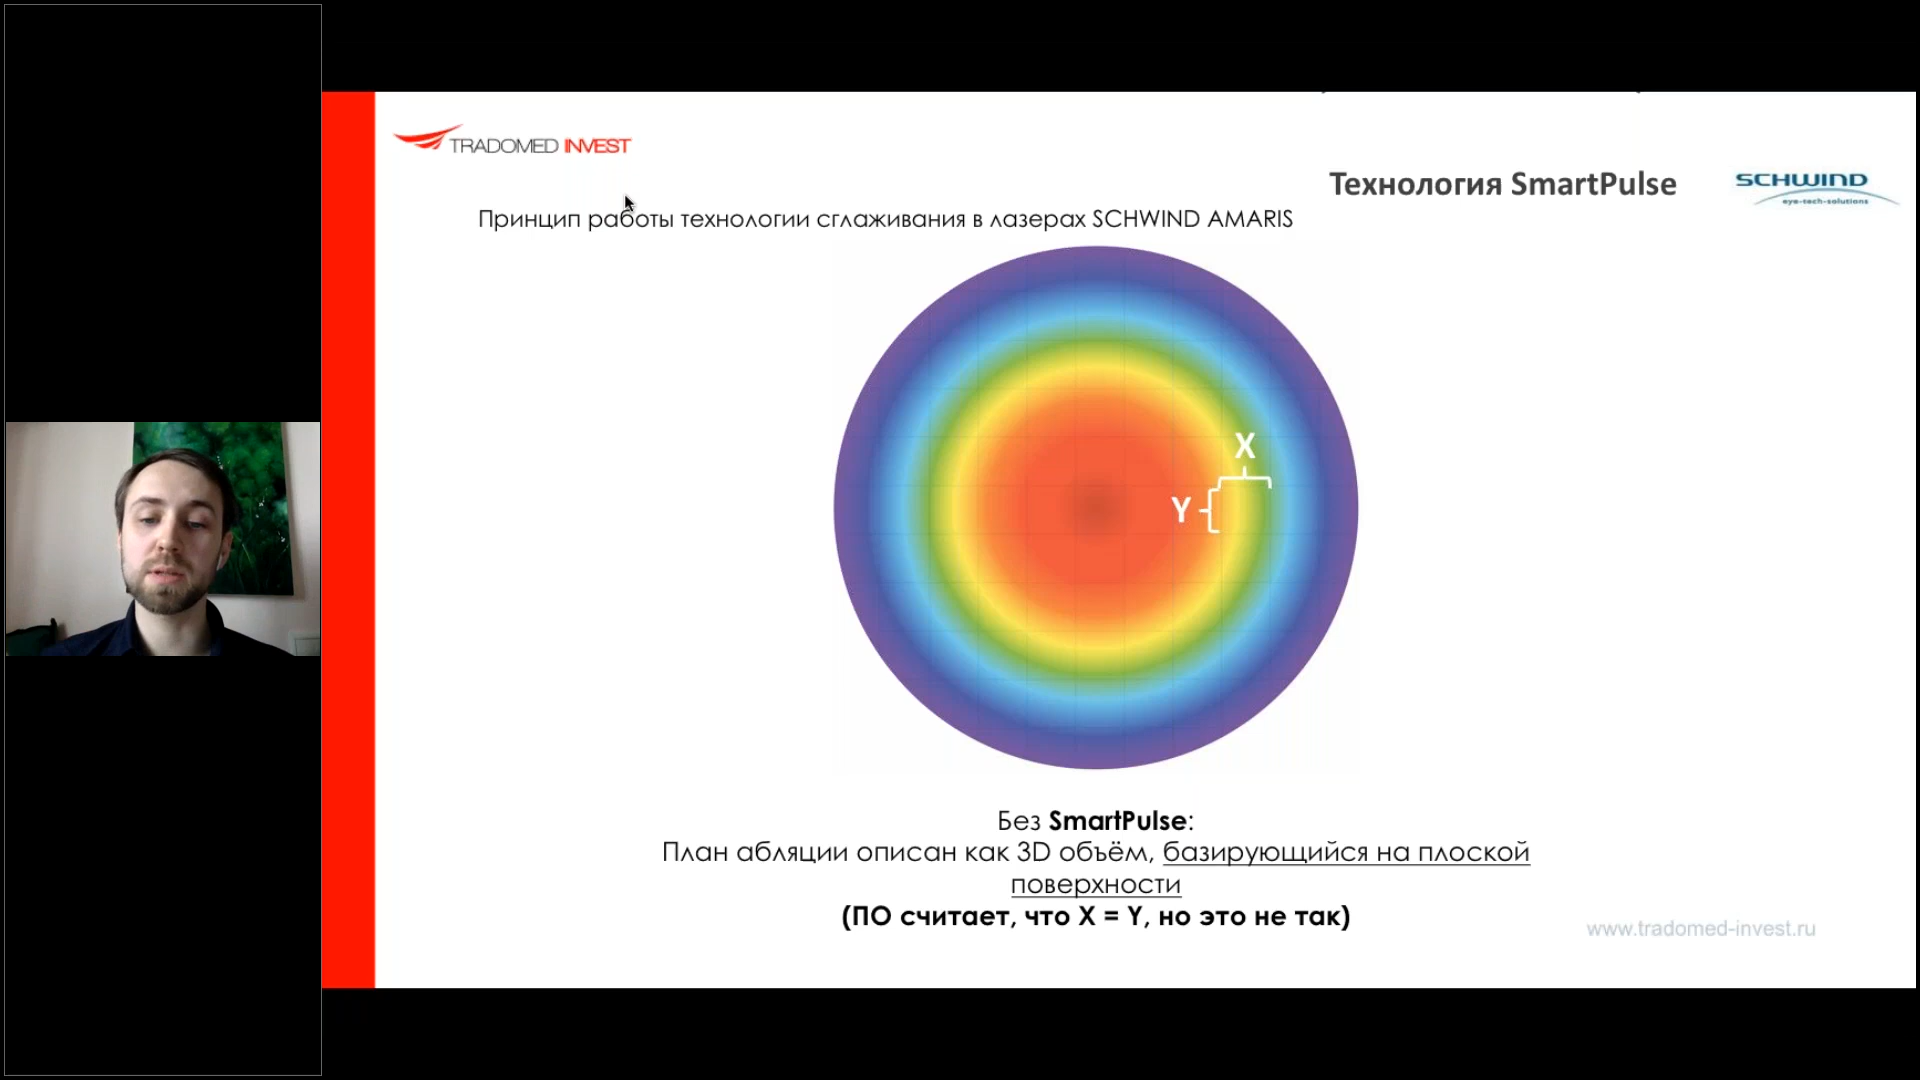 TRADOMED INVEST
Технология SmartPulse
SCHWIND
eye-tech-solutions
Принцип работы технологии сглаживания в лазерах SCHWIND AMARIS
X
Y
Без SmartPulse:
План абляции описан как 3D объём, базирующийся на плоской
поверхности
(ПО считает, что X = Y, но это не так)
www.tradomed-invest.ru